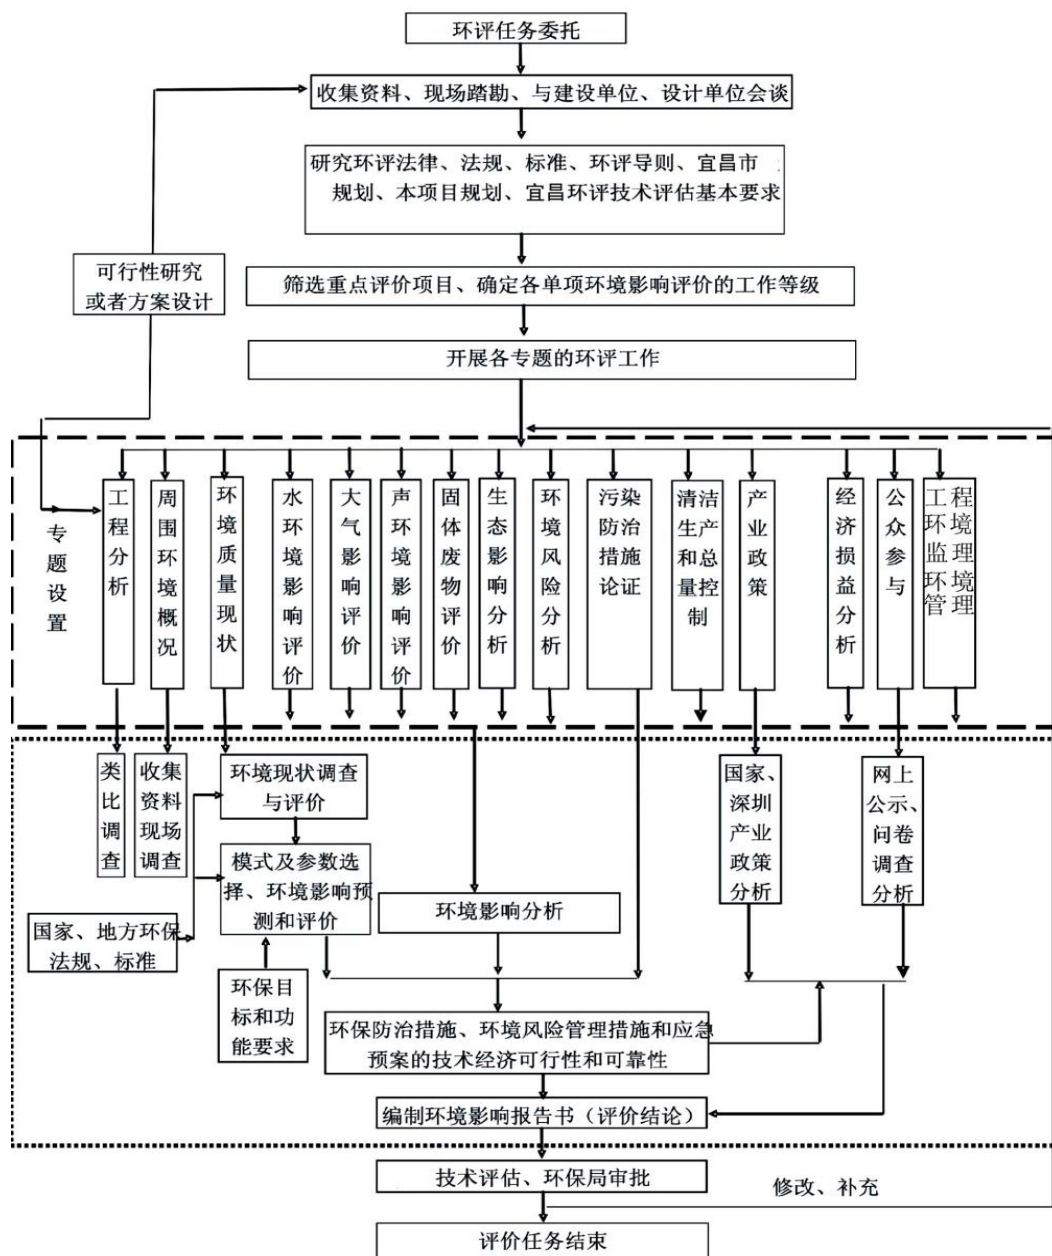 环评任务委托
收集资料、现场踏勘、与建设单位、设计单位会谈
研究环评法律、法规、标准、环评导则、宜昌市
规划、本项目规划、宜昌环评技术评估基本要求
可行性研究
或者方案设计
筛选重点评价项目、确定各单项环境影响评价的工作等级
开展各专题的环评工作
专题设置
工程分析
周围环境概况
环境质量现状
水环境影响评价
大气影响评价
声环境影响评价
固体废物评价
生态影响分析
环境风险分析
污染
防治
措施
论证
清洁
生产
和总
量控
制
产业政策
经济损益分析
公众参与
工程
环境
监理
环境
管理
类比调查
收集
资料
现场
调查
环境现状调查
与评价
模式及参数选
择、环境影响预
测和评价
国家、地方环保
法规、标准
环保目
标和功
能要求
环境影响分析
国家、
深圳
产业
政策
分析
网上
公示、
问卷
调查
分析
环保防治措施、环境风险管理措施和应急
预案的技术经济可行性和可靠性
编制环境影响报告书（评价结论）
技术评估、环保局审批
修改、补充
评价任务结束